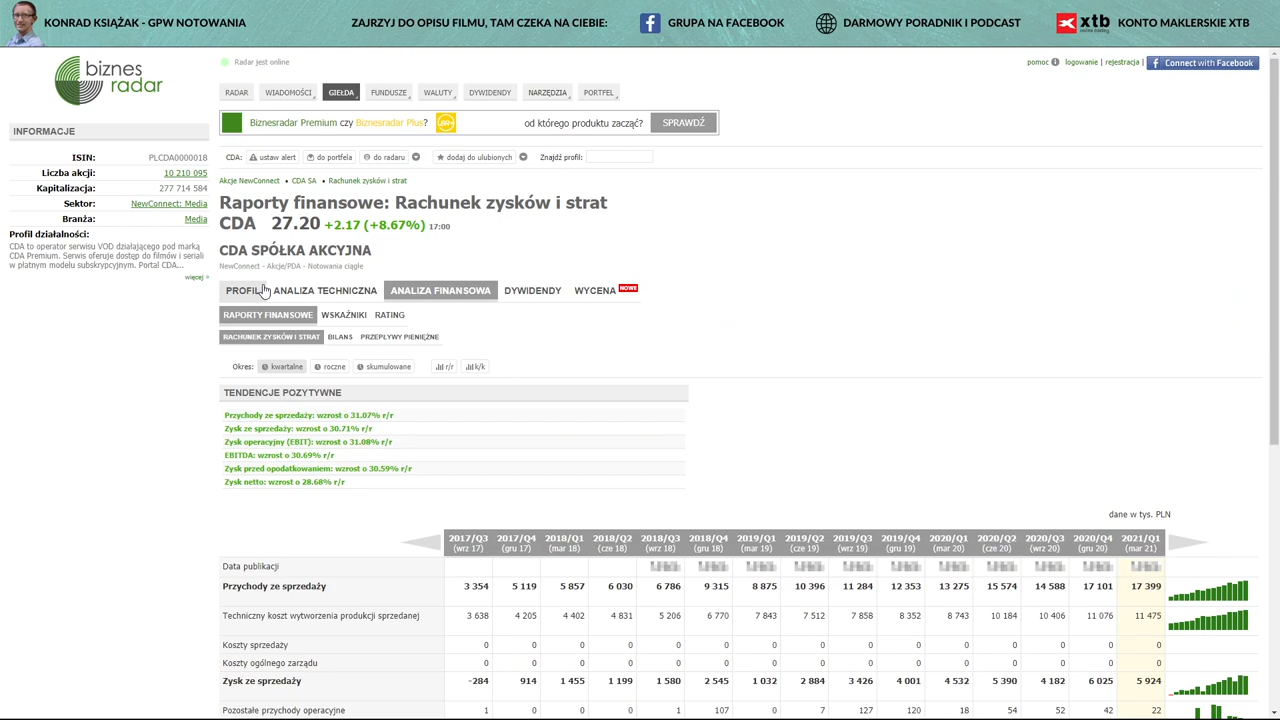 KONRAD KSIĄŻAK - GPW NOTOWANIA
ZAJRZYJ DO OPISU FILMU, TAM CZEKA NA CIEBIE:
GRUPA NA FACEBOOK
DARMOWY PORADNIK I PODCAST
xtb
online trading
KONTO MAKLERSKIE XTB
biznes
radar
Radar jest online
pomoc
logowanie | rejestracja |
Connect with Facebook
RADAR WIADOMOŚCI GIEŁDA FUNDUSZE WALUTY DYWIDENDY NARZĘDZIA PORTFEL
Biznesradar Premium czy Biznesradar Plus?
od którego produktu zacząć?
SPRAWDŹ
INFORMACJE
ISIN: PLCDA0000018
Liczba akcji: 10 210 095
Kapitalizacja: 277 714 584
Sektor: NewConnect: Media
Branża: Media
Profil działalności:
CDA to operator serwisu VOD działającego pod marką
CDA Premium. Serwis oferuje dostęp do filmów i seriali
w płatnym modelu subskrypcyjnym. Portal CDA...
więcej »
CDA: ustaw alert do portfela do radaru dodaj do ulubionych Znajdź profil:
Akcje NewConnect • CDA SA • Rachunek zysków i strat
Raporty finansowe: Rachunek zysków i strat
CDA 27.20 +2.17 (+8.67%) 17:00
CDA SPÓŁKA AKCYJNA
NewConnect - Akcje/PDA - Notowania ciągłe
PROFIL ANALIZA TECHNICZNA ANALIZA FINANSOWA DYWIDENDY WYCENA NOWE
RAPORTY FINANSOWE WSKAŹNIKI RATING
RACHUNEK ZYSKÓW I STRAT BILANS PRZEPŁYWY PIENIĘŻNE
Okres: kwartalne roczne skumulowane r/r k/k
TENDENCJE POZYTYWNE
Przychody ze sprzedaży: wzrost o 31.07% r/r
Zysk ze sprzedaży: wzrost o 30.71% r/r
Zysk operacyjny (EBIT): wzrost o 31.08% r/r
EBITDA: wzrost o 30.69% r/r
Zysk przed opodatkowaniem: wzrost o 30.59% r/r
Zysk netto: wzrost o 28.68% r/r
dane w tys. PLN
2017/Q3 2017/Q4 2018/Q1 2018/Q2 2018/Q3 2018/Q4 2019/Q1 2019/Q2 2019/Q3 2019/Q4 2020/Q1 2020/Q2 2020/Q3 2020/Q4 2021/Q1
(wrz 17) (gru 17) (mar 18) (cze 18) (wrz 18) (gru 18) (mar 19) (cze 19) (wrz 19) (gru 19) (mar 20) (cze 20) (wrz 20) (gru 20) (mar 21)
Data publikacji
Przychody ze sprzedaży 3 354 5 119 5 857 6 030 6 786 9 315 8 875 10 396 11 284 12 353 13 275 15 574 14 588 17 101 17 399
Techniczny koszt wytworzenia produkcji sprzedanej 3 638 4 205 4 402 4 831 5 206 6 770 7 843 7 512 7 858 8 352 8 743 10 184 10 406 11 076 11 475
Koszty sprzedaży 0 0 0 0 0 0 0 0 0 0 0 0 0 0 0
Koszty ogólnego zarządu 0 0 0 0 0 0 0 0 0 0 0 0 0 0 0
Zysk ze sprzedaży -284 914 1 455 1 199 1 580 2 545 1 032 2 884 3 426 4 001 4 532 5 390 4 182 6 025 5 924
Pozostałe przychody operacyjne 1 0 0 0 1 107 0 7 127 120 18 54 52 42 22